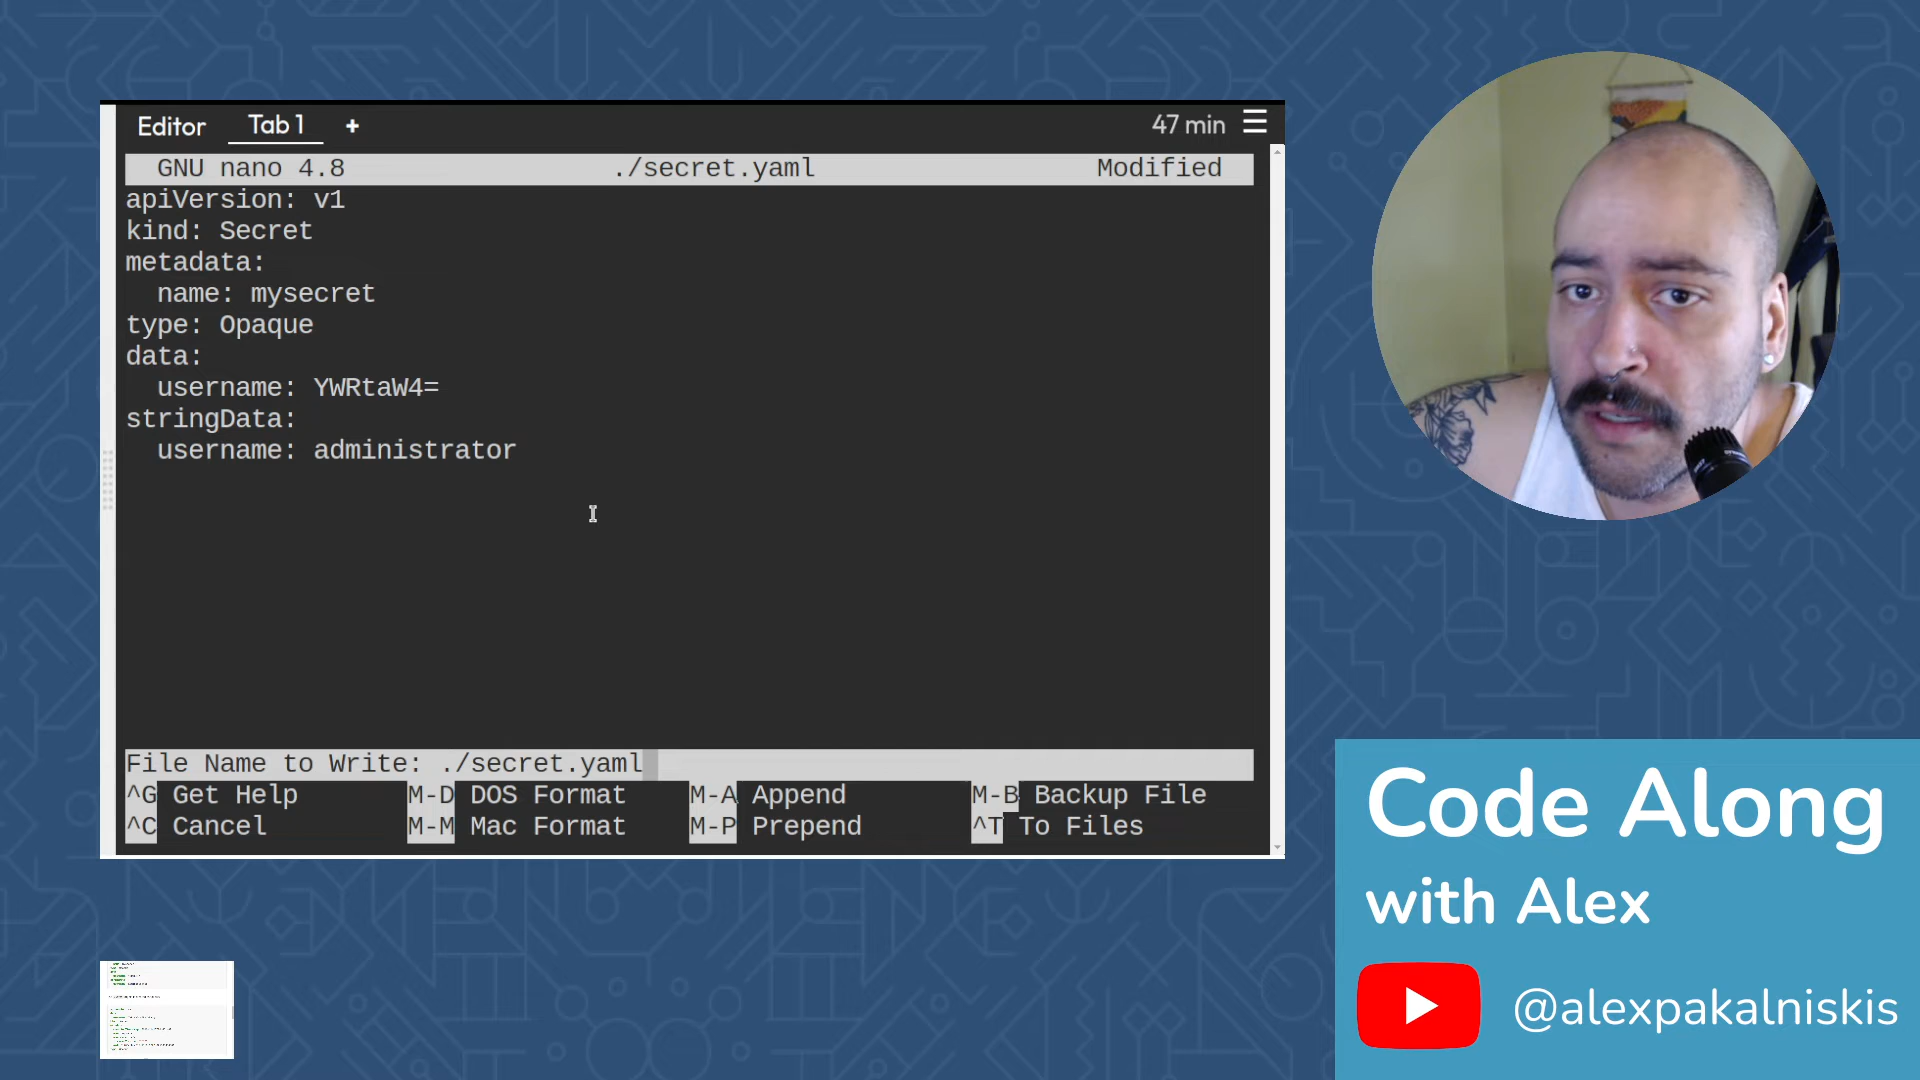 Editor Tab 1 + 47 min
GNU nano 4.8 ./secret.yaml Modified
apiVersion: v1
kind: Secret
metadata:
  name: mysecret
type: Opaque
data:
  username: YWRtaW4=
stringData:
  username: administrator
File Name to Write: ./secret.yaml
^G Get Help M-D DOS Format M-A Append M-B Backup File
^C Cancel M-M Mac Format M-P Prepend ^T To Files
Code Along
with Alex
@alexpakalniskis